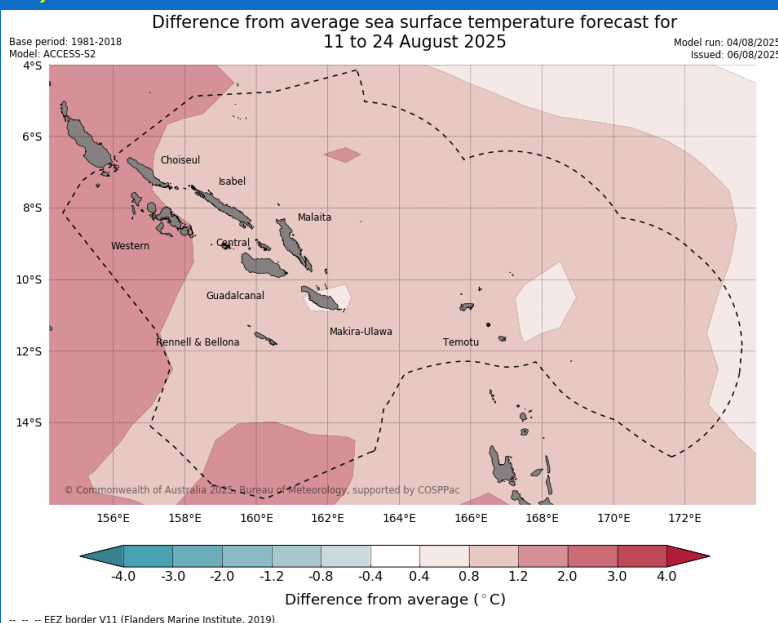 Difference from average sea surface temperature forecast for
11 to 24 August 2025
Base period: 1981-2018
Model: ACCESS-S2
Model run: 04/08/2025
Issued: 06/08/2025
4°S
6°S
8°S
10°S
12°S
14°S
Choiseul
Isabel
Malaita
Western
Central
Guadalcanal
Makira-Ulawa
Rennell & Bellona
Temotu
© Commonwealth of Australia 2025, Bureau of Meteorology, supported by COSPPac
156°E 158°E 160°E 162°E 164°E 166°E 168°E 170°E 172°E
-4.0 -3.0 -2.0 -1.2 -0.8 -0.4 0.4 0.8 1.2 2.0 3.0 4.0
Difference from average (°C)
-- -- -- EEZ border V11 (Flanders Marine Institute, 2019).